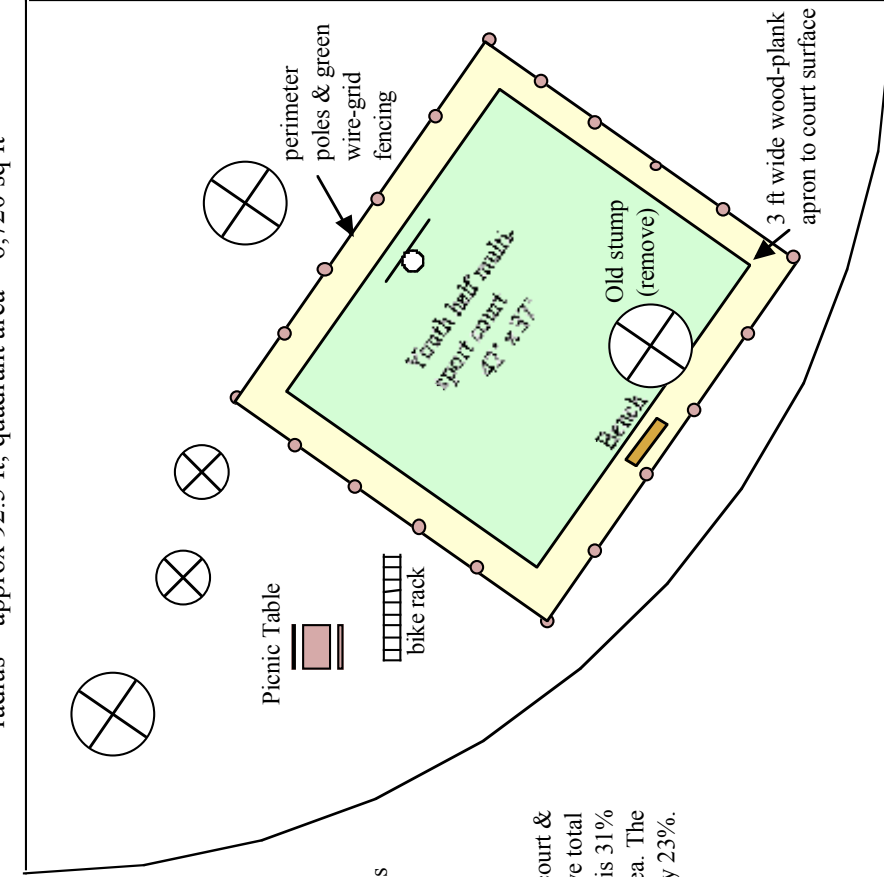 radius approx 92.5 ft, quadrant area 6,720 sq ft
perimeter
poles & green
wire-grid
fencing
Youth half multi-
sport court
42' x 37'
Old stump
(remove)
3 ft wide wood-plank
apron to court surface
Bench
Picnic Table
bike rack
s
court &
ve total
is 31%
ea. The
y 23%.